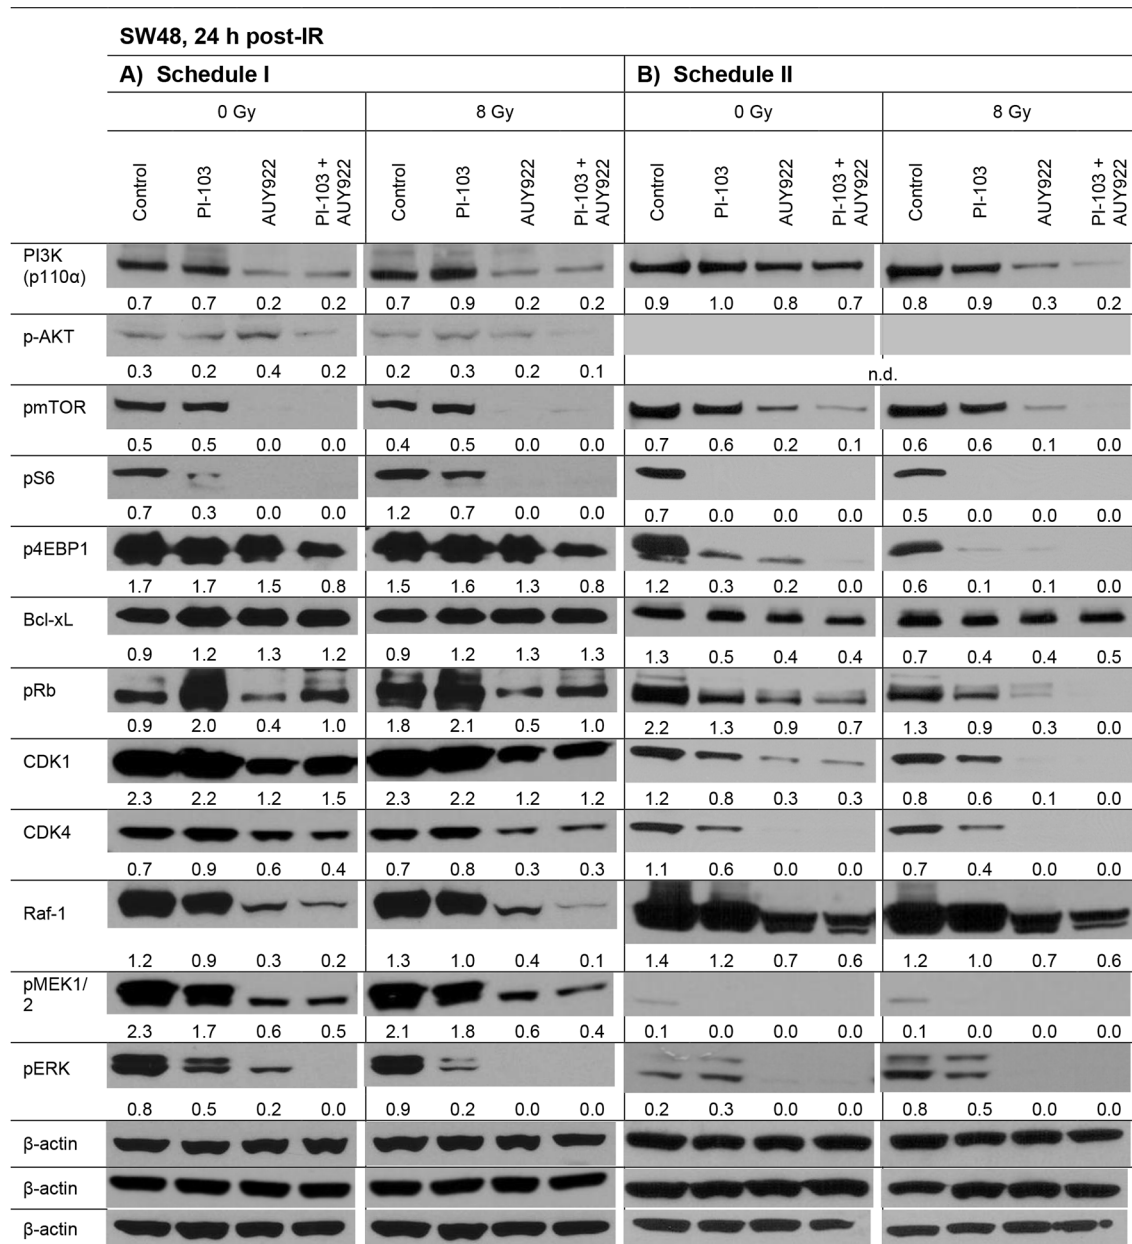 SW48, 24 h post-IR
A) Schedule I B) Schedule II
0 Gy 8 Gy 0 Gy 8 Gy
Control PI-103 AUY922 PI-103 + AUY922 Control PI-103 AUY922 PI-103 + AUY922 Control PI-103 AUY922 PI-103 + AUY922 Control PI-103 AUY922 PI-103 + AUY922
PI3K
(p110α)
0.7 0.7 0.2 0.2 0.7 0.9 0.2 0.2 0.9 1.0 0.8 0.7 0.8 0.9 0.3 0.2
p-AKT
0.3 0.2 0.4 0.2 0.2 0.3 0.2 0.1 n.d.
pmTOR
0.5 0.5 0.0 0.0 0.4 0.5 0.0 0.0 0.7 0.6 0.2 0.1 0.6 0.6 0.1 0.0
pS6
0.7 0.3 0.0 0.0 1.2 0.7 0.0 0.0 0.7 0.0 0.0 0.0 0.5 0.0 0.0 0.0
p4EBP1
1.7 1.7 1.5 0.8 1.5 1.6 1.3 0.8 1.2 0.3 0.2 0.0 0.6 0.1 0.1 0.0
Bcl-xL
0.9 1.2 1.3 1.2 0.9 1.2 1.3 1.3 1.3 0.5 0.4 0.4 0.7 0.4 0.4 0.5
pRb
0.9 2.0 0.4 1.0 1.8 2.1 0.5 1.0 2.2 1.3 0.9 0.7 1.3 0.9 0.3 0.0
CDK1
2.3 2.2 1.2 1.5 2.3 2.2 1.2 1.2 1.2 0.8 0.3 0.3 0.8 0.6 0.1 0.0
CDK4
0.7 0.9 0.6 0.4 0.7 0.8 0.3 0.3 1.1 0.6 0.0 0.0 0.7 0.4 0.0 0.0
Raf-1
1.2 0.9 0.3 0.2 1.3 1.0 0.4 0.1 1.4 1.2 0.7 0.6 1.2 1.0 0.7 0.6
pMEK1/
2
2.3 1.7 0.6 0.5 2.1 1.8 0.6 0.4 0.1 0.0 0.0 0.0 0.1 0.0 0.0 0.0
pERK
0.8 0.5 0.2 0.0 0.9 0.2 0.0 0.0 0.2 0.3 0.0 0.0 0.8 0.5 0.0 0.0
β-actin
β-actin
β-actin